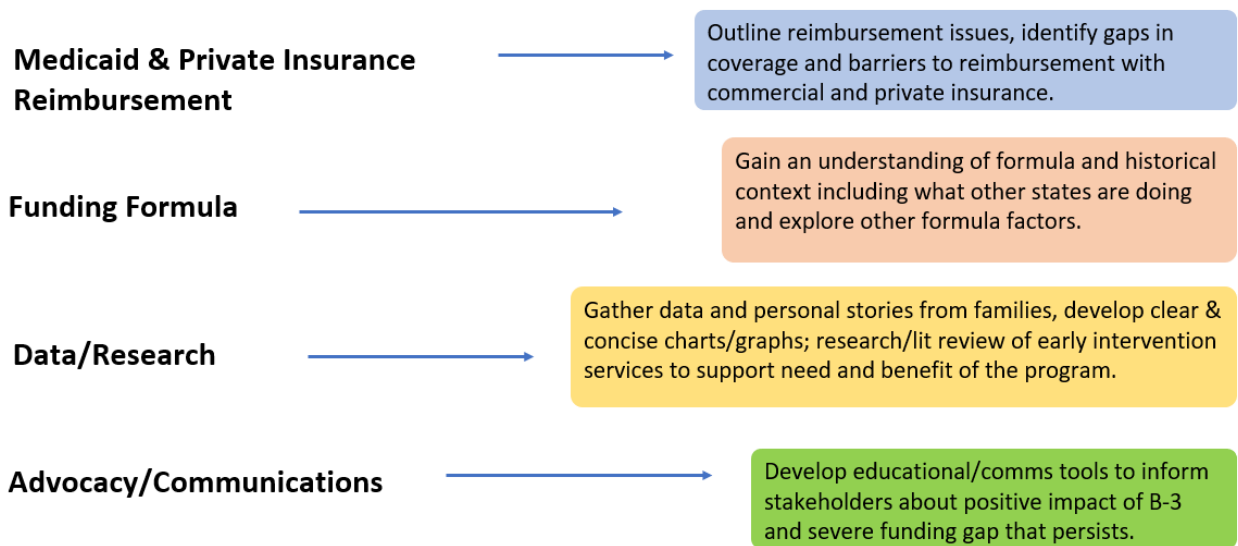 Medicaid & Private Insurance
Reimbursement
Outline reimbursement issues, identify gaps in
coverage and barriers to reimbursement with
commercial and private insurance.
Funding Formula
Gain an understanding of formula and historical
context including what other states are doing
and explore other formula factors.
Data/Research
Gather data and personal stories from families, develop clear &
concise charts/graphs; research/lit review of early intervention
services to support need and benefit of the program.
Advocacy/Communications
Develop educational/comms tools to inform
stakeholders about positive impact of B-3
and severe funding gap that persists.